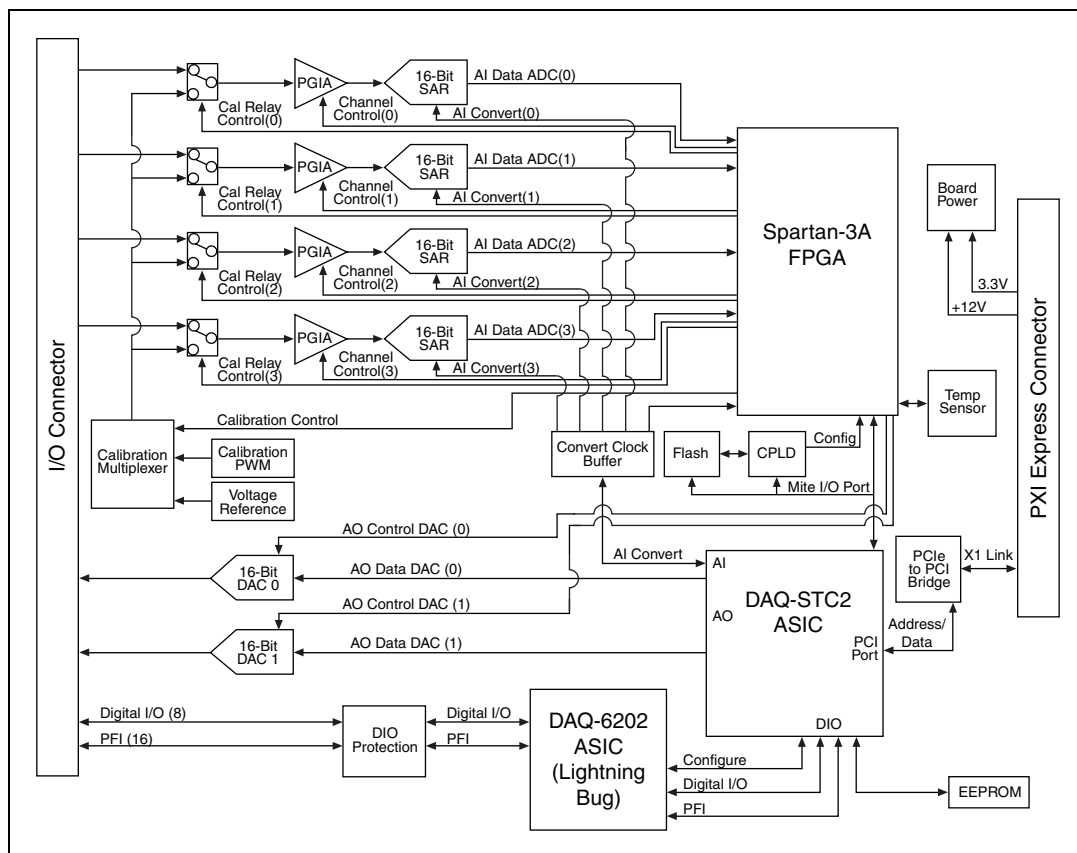 I/O Connector
PGIA
16-Bit
SAR
AI Data ADC(0)
Cal Relay
Control(0)
Channel
Control(0)
AI Convert(0)
PGIA
16-Bit
SAR
AI Data ADC(1)
Cal Relay
Control(1)
Channel
Control(1)
AI Convert(1)
PGIA
16-Bit
SAR
AI Data ADC(2)
Cal Relay
Control(2)
Channel
Control(2)
AI Convert(2)
PGIA
16-Bit
SAR
AI Data ADC(3)
Cal Relay
Control(3)
Channel
Control(3)
AI Convert(3)
Spartan-3A
FPGA
Board
Power
3.3V
+12V
PXI Express Connector
Temp
Sensor
Calibration Control
Calibration
Multiplexer
Calibration
PWM
Voltage
Reference
Convert Clock
Buffer
Flash
CPLD
Config
Mite I/O Port
AO Control DAC (0)
AI Convert
16-Bit
DAC 0
AO Data DAC (0)
AO Control DAC (1)
16-Bit
DAC 1
AO Data DAC (1)
AI
AO
DAQ-STC2
ASIC
PCI
Port
DIO
PCIe
to PCI
Bridge
X1 Link
Address/
Data
Digital I/O (8)
PFI (16)
DIO
Protection
Digital I/O
PFI
DAQ-6202
ASIC
(Lightning
Bug)
Configure
Digital I/O
PFI
EEPROM